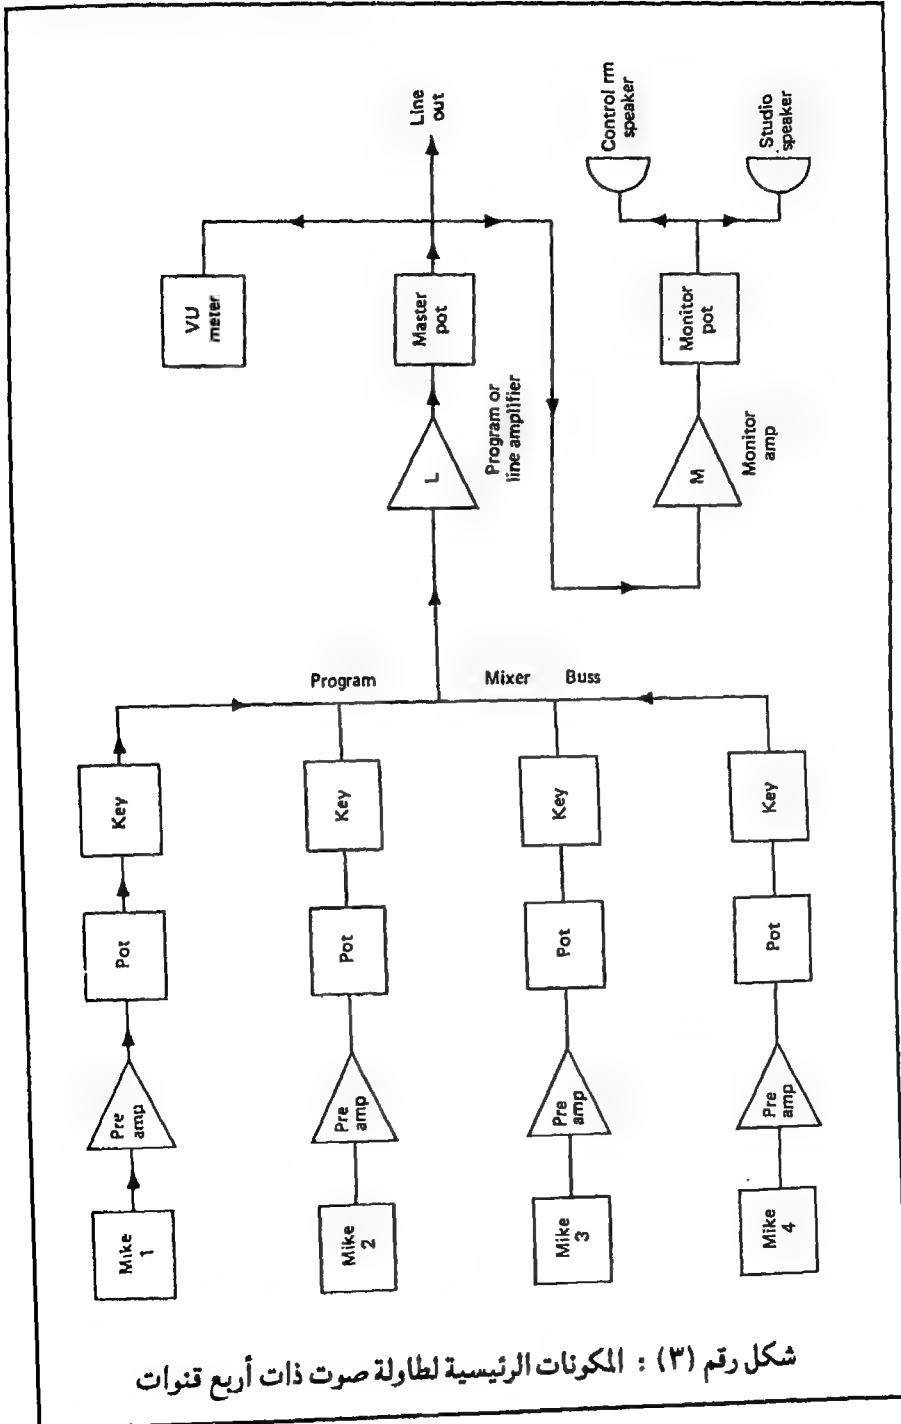 Line
out
Control rm
speaker
Studio
speaker
VU
meter
Master
pot
Monitor
pot
Program or
line amplifier
L
M
Monitor
amp
Program Mixer Buss
Key
Key
Key
Key
Pot
Pot
Pot
Pot
Pre
amp
Pre
amp
Pre
amp
Pre
amp
Mike
1
Mike
2
Mike
3
Mike
4
شكل رقم (٣) : المكونات الرئيسية لطاولة صوت ذات أربع قنوات